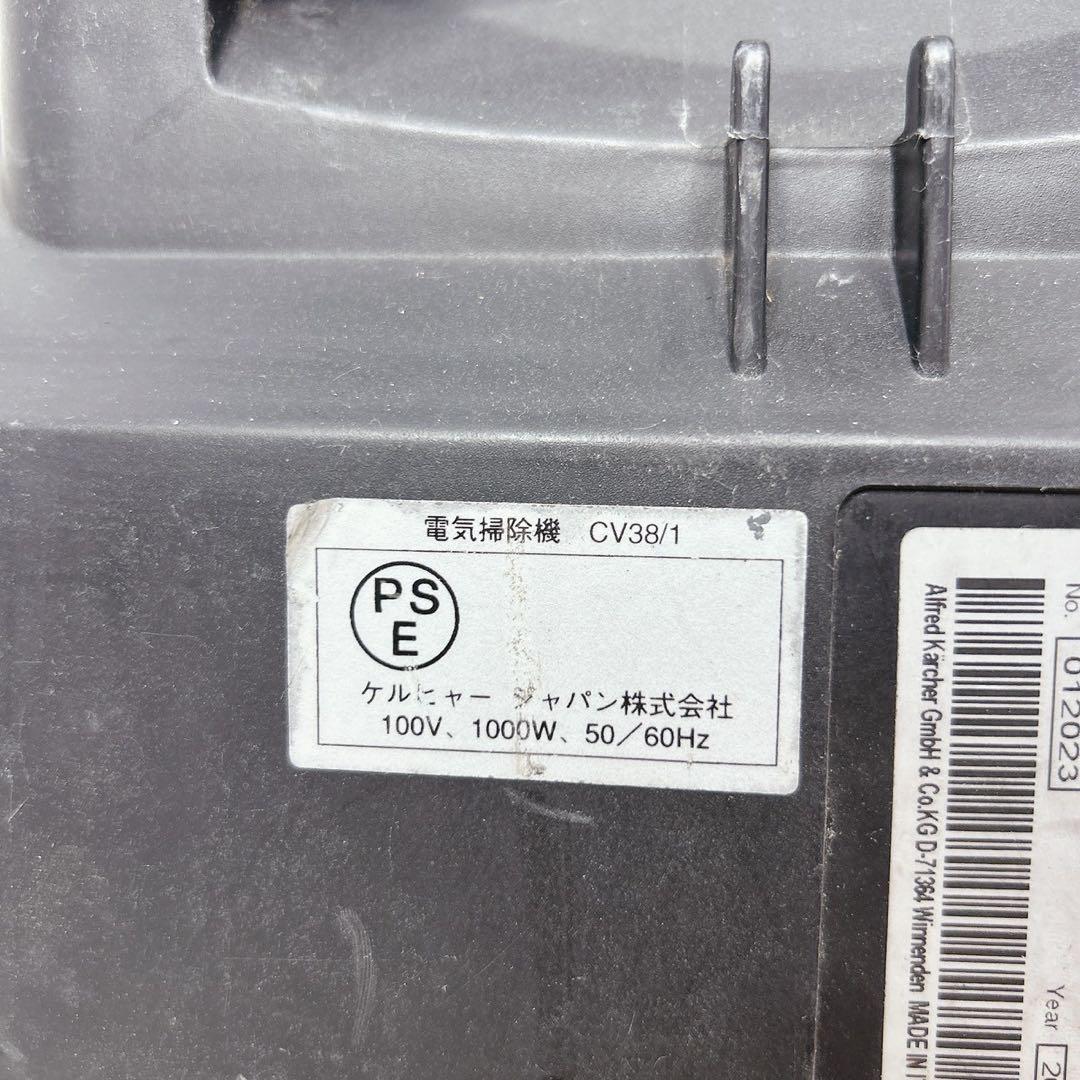 電気掃除機 CV38/1
PS
E
ケルヒャー ジャパン株式会社
100V、1000W、50/60Hz
No. 012023
Alfred Kärcher GmbH & Co.KG D-71364 Winnenden MADE IN
Year 2